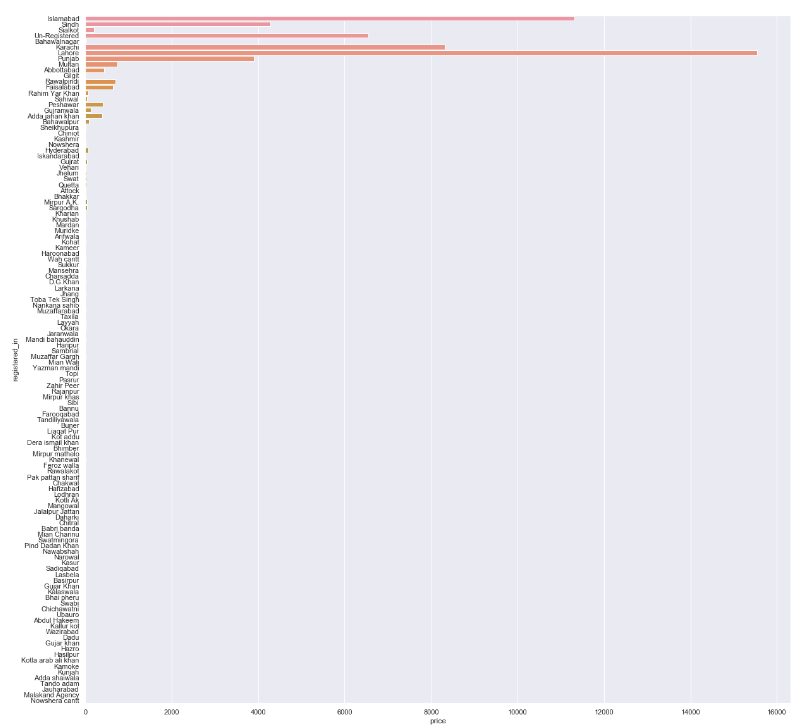 Islamabad
Sindh
Sialkot
Un-Registered
Bahawalnagar
Karachi
Lahore
Punjab
Multan
Abbottabad
Gilgit
Rawalpindi
Faisalabad
Rahim Yar Khan
Sahiwal
Peshawar
Gujranwala
Adda jahan khan
Bahawalpur
Sheikhupura
Chiniot
Kashmir
Nowshera
Hyderabad
Iskandarabad
Gujrat
Vehari
Jhelum
Swat
Quetta
Attock
Bhakkar
Mirpur A.K.
Sargodha
Kharian
Khushab
Mardan
Muridke
Arifwala
Kohat
Kameer
Haroonabad
Wah cantt
Sukkur
Mansehra
Charsadda
D.G.Khan
Larkana
Jhang
Toba Tek Singh
Nankana sahib
Muzaffarabad
Taxila
Layyah
Okara
Jaranwala
Mandi bahauddin
Haripur
Sambrial
Muzaffar Gargh
Mian Wali
Yazman mandi
Topi
Pasrur
Zahir Peer
Rajanpur
Mirpur khas
Sibi
Bannu
Farooqabad
Tandliyawala
Buner
Liaqat Pur
Kot addu
Dera ismail khan
Bhimber
Mirpur mathelo
Khanewal
Feroz walla
Rawalakot
Pak pattan sharif
Chakwal
Hafizabad
Lodhran
Kotli Ak
Mangowal
Jalalpur Jattan
Daharki
Chitral
Babri banda
Mian Channu
Swatmingora
Pind Dadan Khan
Nawabshah
Narowal
Kasur
Sadiqabad
Lasbela
Basirpur
Gujar Khan
Kalaswala
Bhai pheru
Swabi
Chichawatni
Ubauro
Abdul Hakeem
Kallur kot
Wazirabad
Dadu
Gujar khan
Hazro
Hasilpur
Kotla arab ali khan
Kamoke
Kunjah
Adda shaiwala
Tando adam
Jauharabad
Malakand Agency
Nowshera cantt
registered_in
0 2000 4000 6000 8000 10000 12000 14000 16000
price